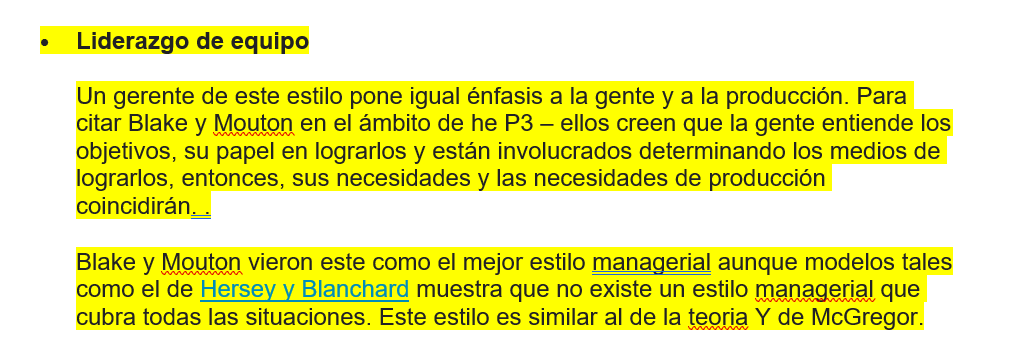 • Liderazgo de equipo
Un gerente de este estilo pone igual énfasis a la gente y a la producción. Para
citar Blake y Mouton en el ámbito de he P3 – ellos creen que la gente entiende los
objetivos, su papel en lograrlos y están involucrados determinando los medios de
lograrlos, entonces, sus necesidades y las necesidades de producción
coincidirán. .
Blake y Mouton vieron este como el mejor estilo managerial aunque modelos tales
como el de Hersey y Blanchard muestra que no existe un estilo managerial que
cubra todas las situaciones. Este estilo es similar al de la teoria Y de McGregor.